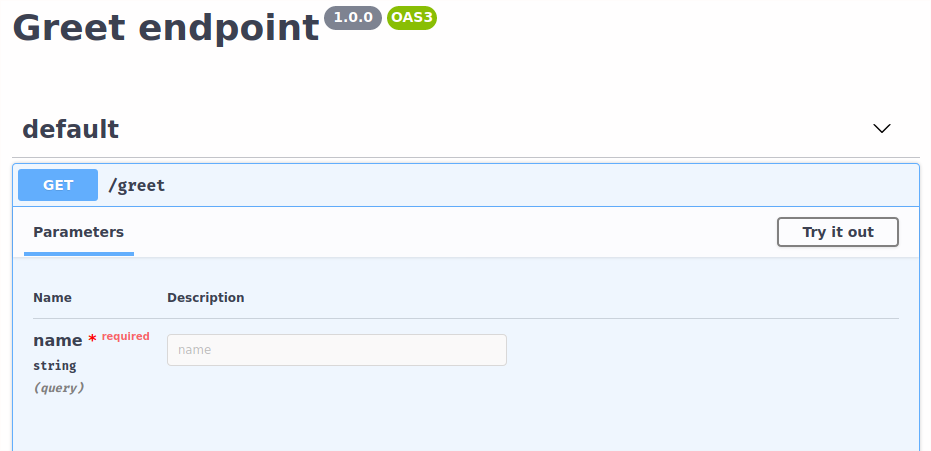 Greet endpoint 1.0.0 OAS3
default
GET /greet
Parameters Try it out
Name Description
name * required name
string
(query)